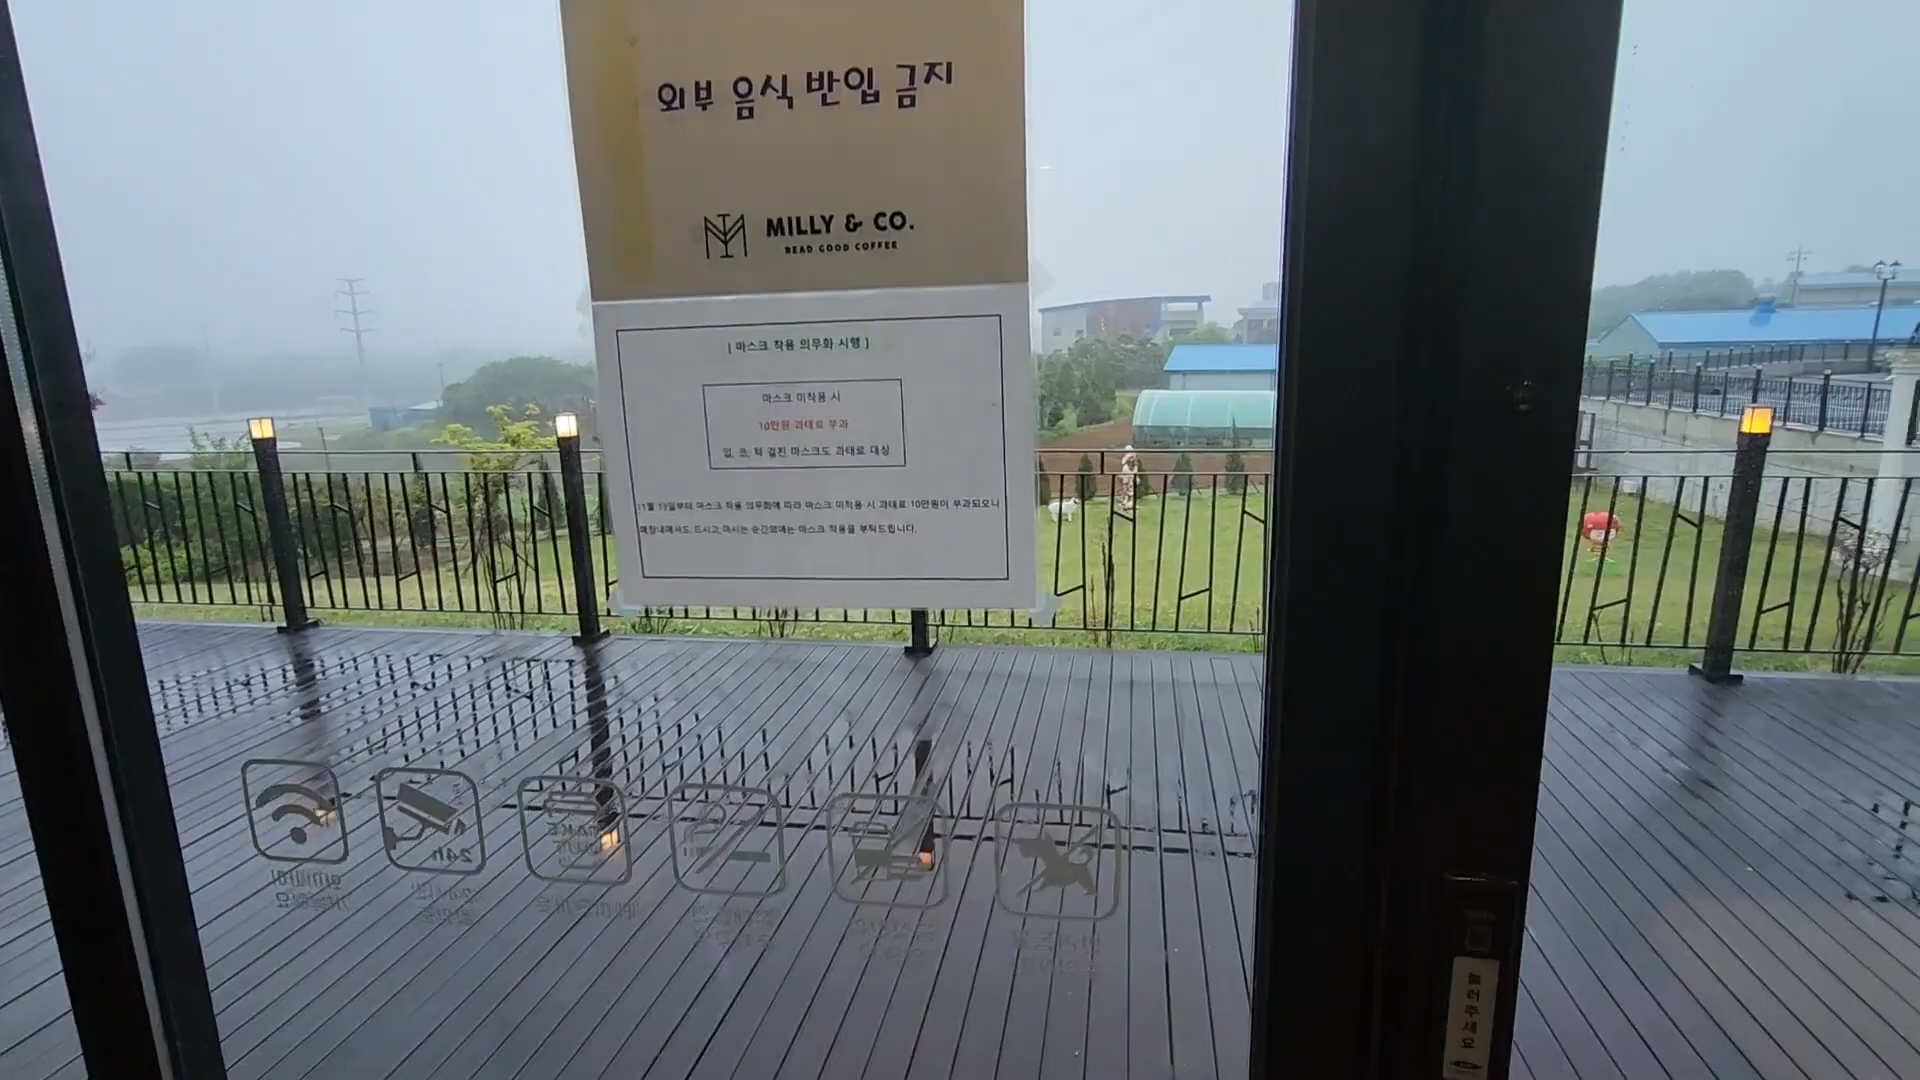 외부 음식 반입 금지
MILLY & CO.
READ GOOD COFFEE
[ 마스크 착용 의무화 시행 ]
마스크 미착용 시
10만원 과태료 부과
입, 코, 턱 걸친 마스크도 과태료 대상
11월 13일부터 마스크 착용 의무화에 따라 마스크 미착용 시 과태료 10만원이 부과되오니
매장내에서도 드시고 마시는 순간외에는 마스크 착용을 부탁드립니다.
24h
TAKE OUT
눌러주세요